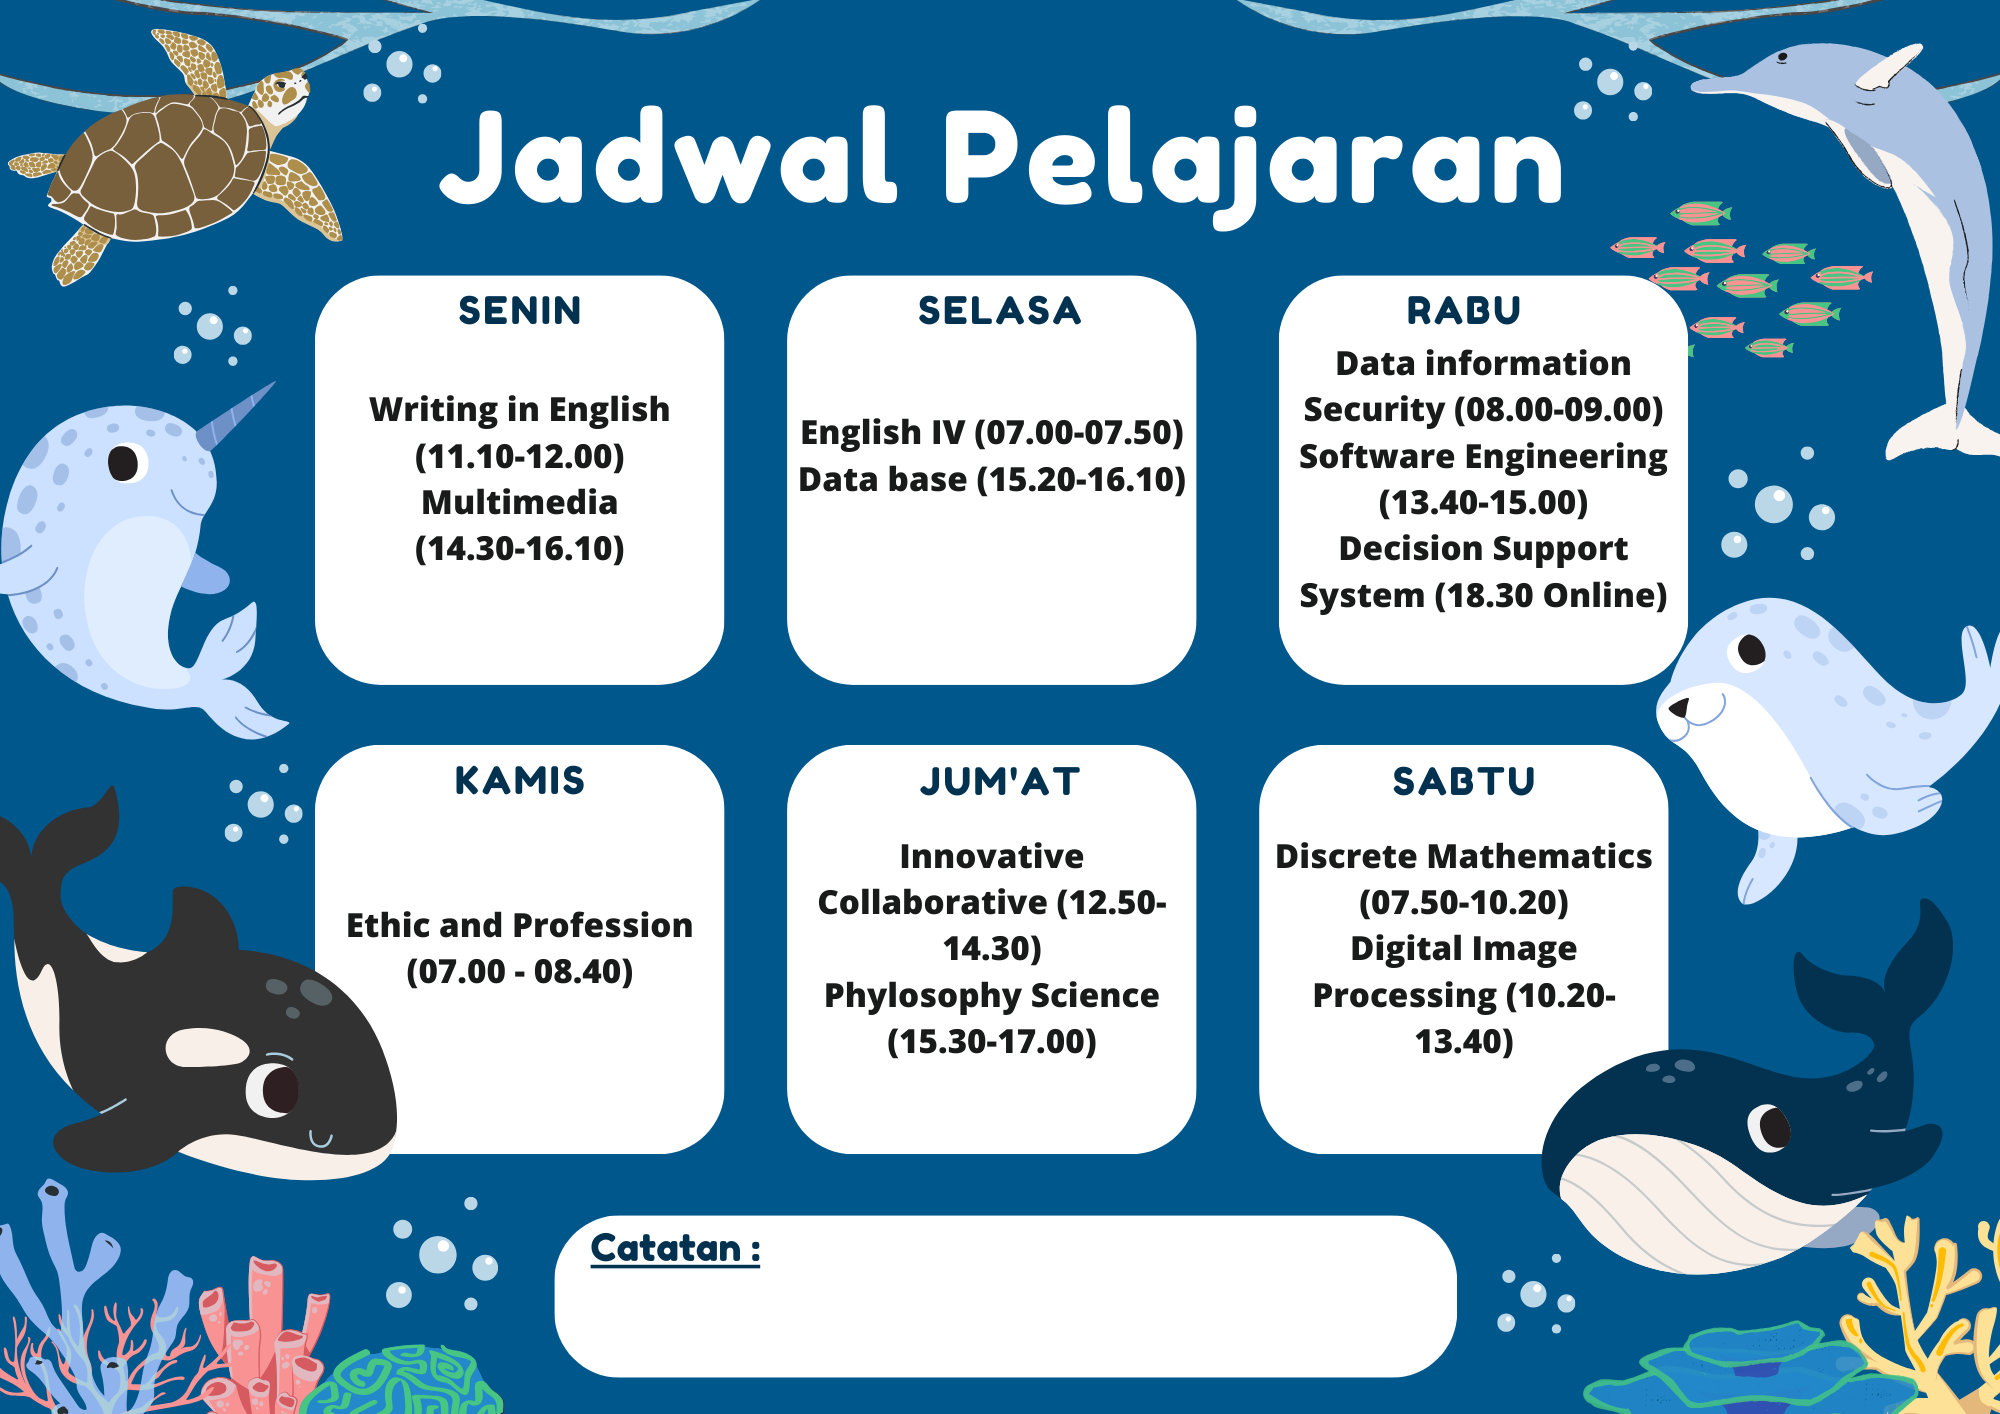 Jadwal Pelajaran
SENIN
Writing in English
(11.10-12.00)
Multimedia
(14.30-16.10)
SELASA
English IV (07.00-07.50)
Data base (15.20-16.10)
RABU
Data information
Security (08.00-09.00)
Software Engineering
(13.40-15.00)
Decision Support
System (18.30 Online)
KAMIS
Ethic and Profession
(07.00 - 08.40)
JUM'AT
Innovative
Collaborative (12.50-
14.30)
Phylosophy Science
(15.30-17.00)
SABTU
Discrete Mathematics
(07.50-10.20)
Digital Image
Processing (10.20-
13.40)
Catatan :